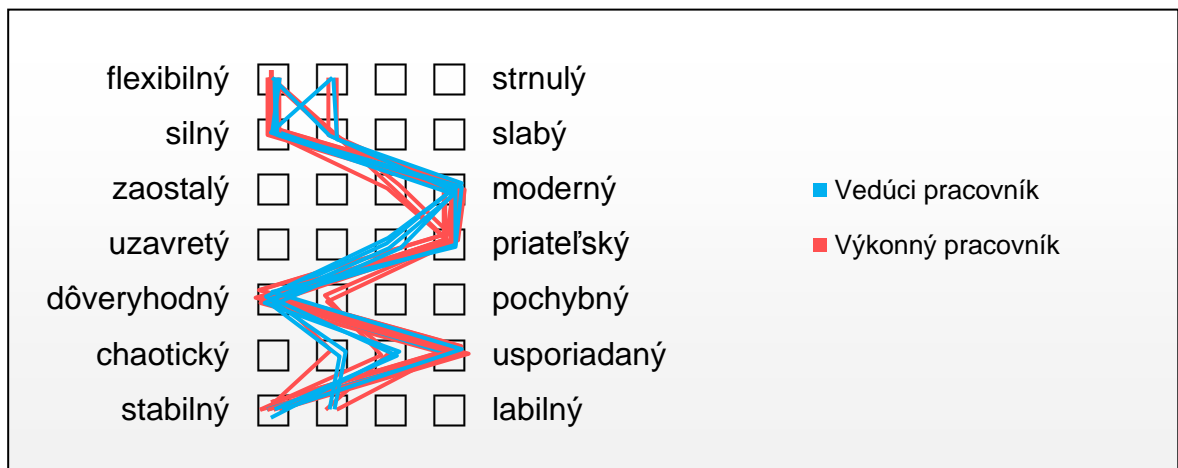 flexibilný strnulý
silný slabý
zaostalý moderný
uzavretý priateľský
dôveryhodný pochybný
chaotický usporiadaný
stabilný labilný
Vedúci pracovník
Výkonný pracovník